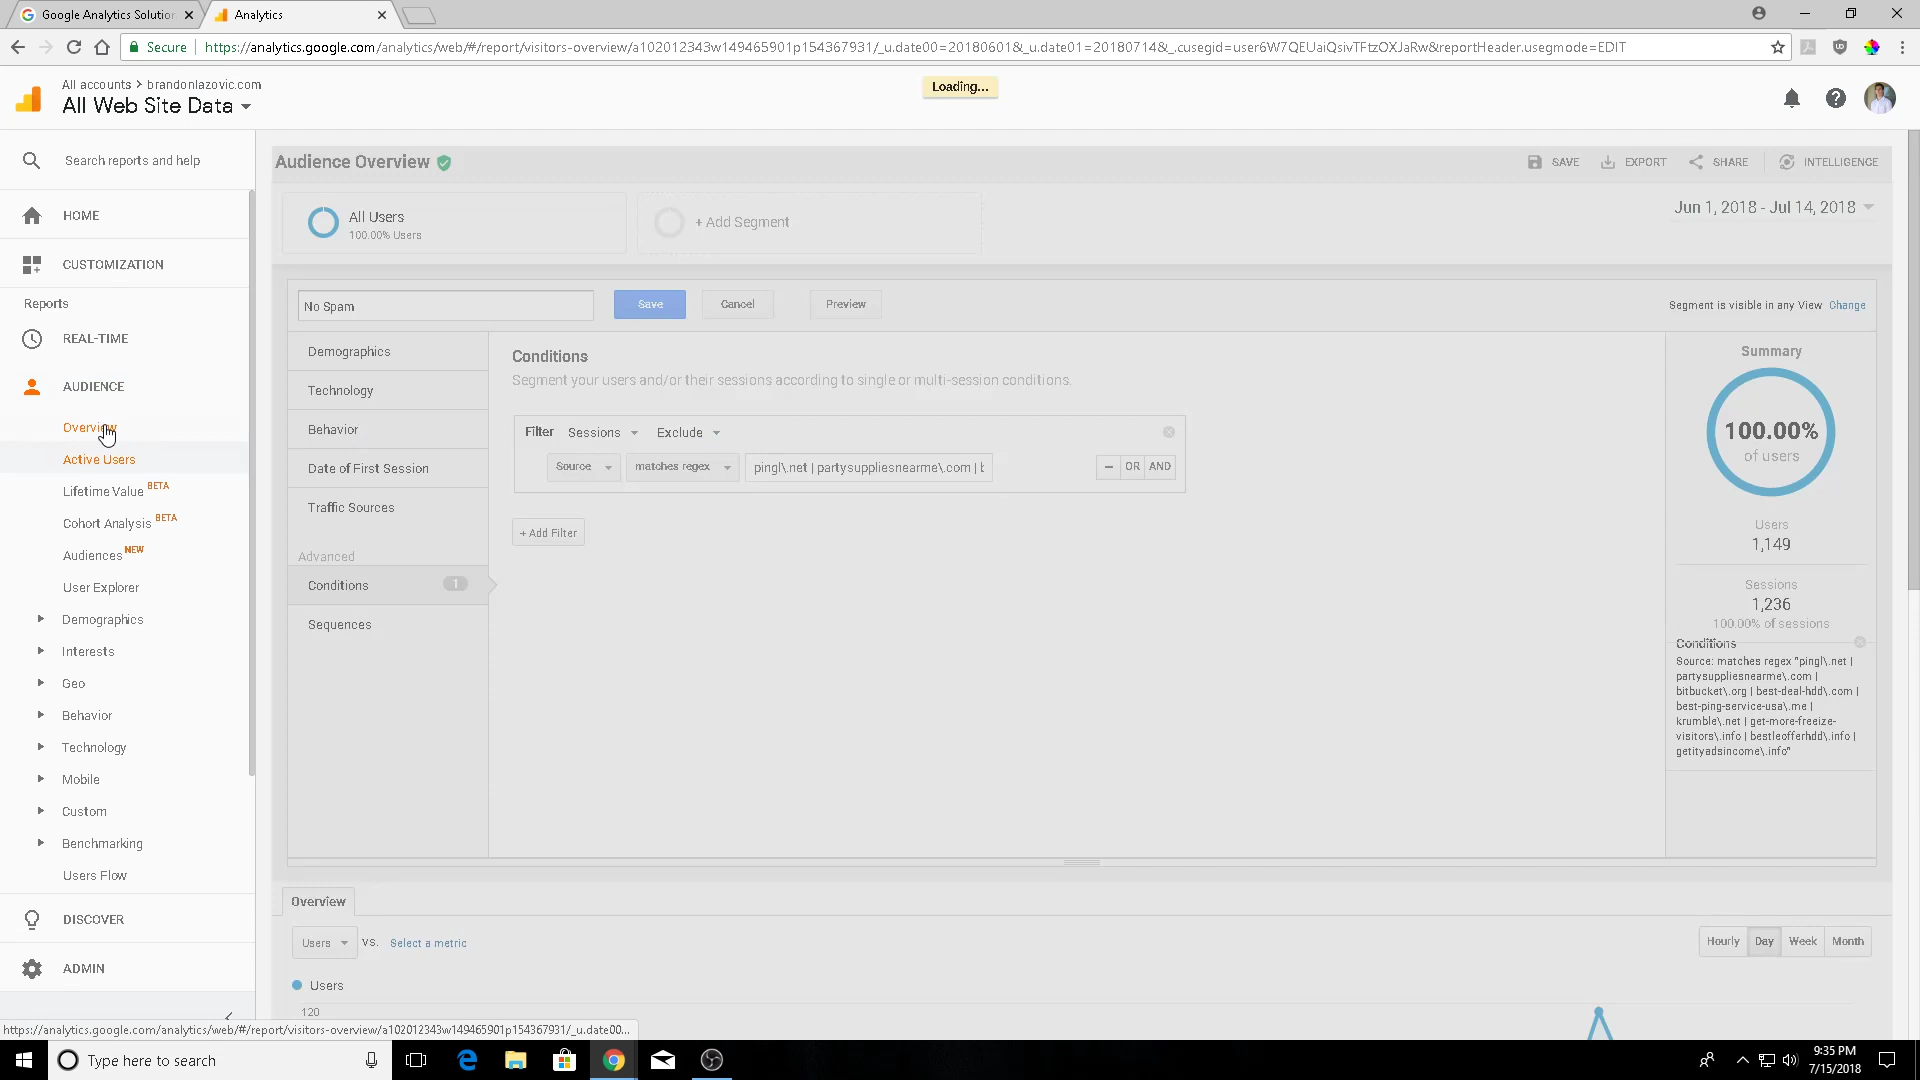 Google Analytics Solution
Analytics
Secure
https://analytics.google.com/analytics/web/#/report/visitors-overview/a102012343w149465901p154367931/_u.date00=20180601&_u.date01=20180714&_.cusegid=user6W7QEUaiQsivTFtzOXJaRw&reportHeader.usegmode=EDIT
All accounts > brandonlazovic.com
All Web Site Data
Loading...
Search reports and help
HOME
CUSTOMIZATION
Reports
REAL-TIME
AUDIENCE
Overview
Active Users
Lifetime Value BETA
Cohort Analysis BETA
Audiences NEW
User Explorer
Demographics
Interests
Geo
Behavior
Technology
Mobile
Custom
Benchmarking
Users Flow
DISCOVER
ADMIN
Audience Overview
SAVE
EXPORT
SHARE
INTELLIGENCE
All Users
100.00% Users
+ Add Segment
Jun 1, 2018 - Jul 14, 2018
No Spam
Save
Cancel
Preview
Segment is visible in any View Change
Demographics
Technology
Behavior
Date of First Session
Traffic Sources
Advanced
Conditions 1
Sequences
Conditions
Segment your users and/or their sessions according to single or multi-session conditions.
Filter Sessions Exclude
Source matches regex pingl\.net | partysuppliesnearme\.com | b
− OR AND
+ Add Filter
Summary
100.00%
of users
Users
1,149
Sessions
1,236
100.00% of sessions
Conditions
Source: matches regex "pingl\.net |
partysuppliesnearme\.com |
bitbucket\.org | best-deal-hdd\.com |
best-ping-service-usa\.me |
krumble\.net | get-more-freeize-
visitors\.info | bestleofferhdd\.info |
getityadsincome\.info"
Overview
Users VS. Select a metric
Hourly Day Week Month
Users
120
https://analytics.google.com/analytics/web/#/report/visitors-overview/a102012343w149465901p154367931/_u.date00...
Type here to search
9:35 PM
7/15/2018